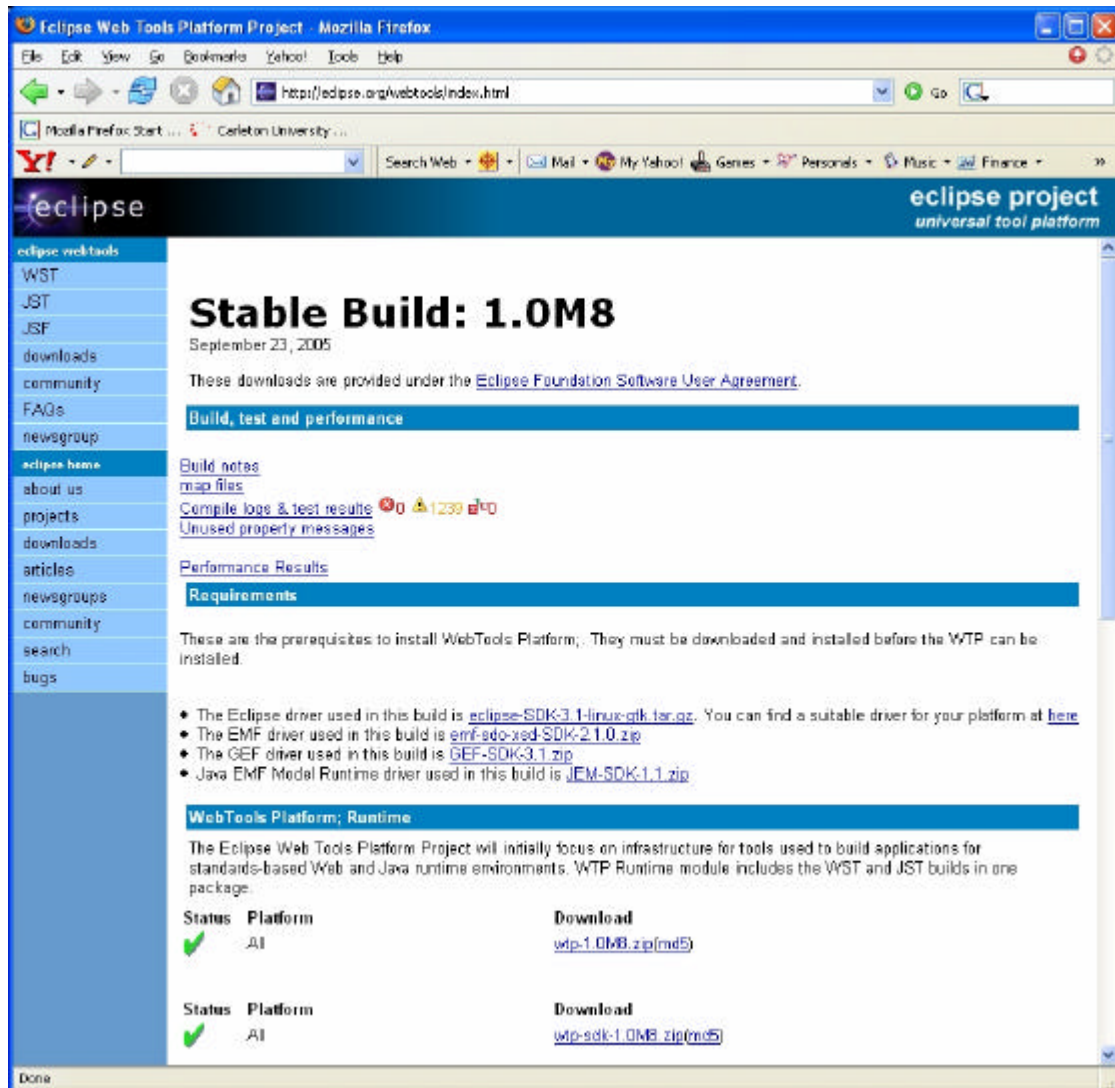 Eclipse Web Tools Platform Project - Mozilla Firefox
File Edit View Go Bookmarks Yahoo! Tools Help
http://eclipse.org/webtools/index.html Go
Mozilla Firefox Start ... Carleton University ...
Y! Search Web Mail My Yahoo! Games Personals Music Finance »
eclipse
eclipse project
universal tool platform
eclipse webtools
WST
JST
JSF
downloads
community
FAQs
newsgroup
eclipse home
about us
projects
downloads
articles
newsgroups
community
search
bugs
Stable Build: 1.0M8
September 23, 2005
These downloads are provided under the Eclipse Foundation Software User Agreement.
Build, test and performance
Build notes
map files
Compile logs & test results 0 1239 0
Unused property messages
Performance Results
Requirements
These are the prerequisites to install WebTools Platform;. They must be downloaded and installed before the WTP can be
installed.
• The Eclipse driver used in this build is eclipse-SDK-3.1-linux-gtk.tar.gz. You can find a suitable driver for your platform at here
• The EMF driver used in this build is emf-sdo-xsd-SDK-2.1.0.zip
• The GEF driver used in this build is GEF-SDK-3.1.zip
• Java EMF Model Runtime driver used in this build is JEM-SDK-1.1.zip
WebTools Platform; Runtime
The Eclipse Web Tools Platform Project will initially focus on infrastructure for tools used to build applications for
standards-based Web and Java runtime environments. WTP Runtime module includes the WST and JST builds in one
package.
Status Platform Download
All wtp-1.0M8.zip(md5)
Status Platform Download
All wtp-sdk-1.0M8.zip(md5)
Done